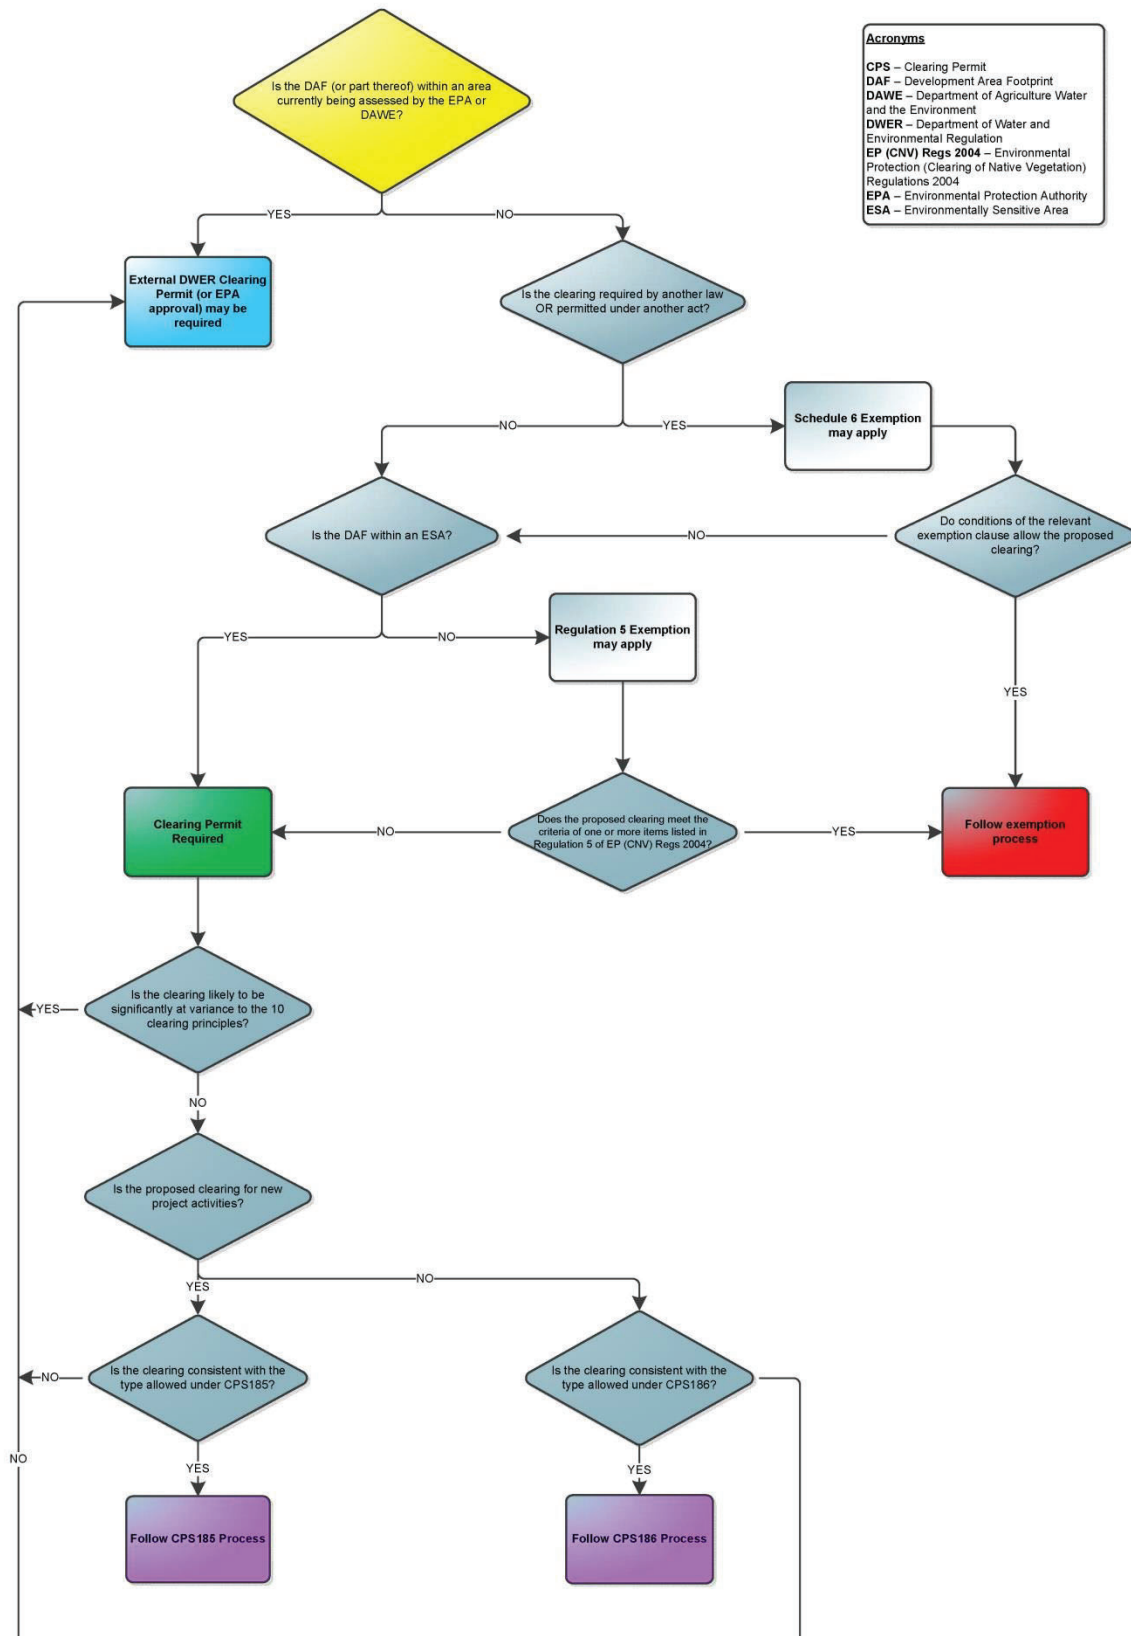 Is the DAF (or part thereof) within an area
currently being assessed by the EPA or
DAWE?
Acronyms
CPS – Clearing Permit
DAF – Development Area Footprint
DAWE – Department of Agriculture Water
and the Environment
DWER – Department of Water and
Environmental Regulation
EP (CNV) Regs 2004 – Environmental
Protection (Clearing of Native Vegetation)
Regulations 2004
EPA – Environmental Protection Authority
ESA – Environmentally Sensitive Area
YES
NO
External DWER Clearing
Permit (or EPA
approval) may be
required
Is the clearing required by another law
OR permitted under another act?
NO
YES
Schedule 6 Exemption
may apply
Is the DAF within an ESA?
NO
Do conditions of the relevant
exemption clause allow the proposed
clearing?
YES
NO
Regulation 5 Exemption
may apply
YES
Clearing Permit
Required
NO
Does the proposed clearing meet the
criteria of one or more items listed in
Regulation 5 of EP (CNV) Regs 2004?
YES
Follow exemption
process
YES
Is the clearing likely to be
significantly at variance to the 10
clearing principles?
NO
Is the proposed clearing for new
project activities?
YES
NO
NO
Is the clearing consistent with the
type allowed under CPS185?
Is the clearing consistent with the
type allowed under CPS186?
NO
YES
YES
Follow CPS185 Process
Follow CPS186 Process